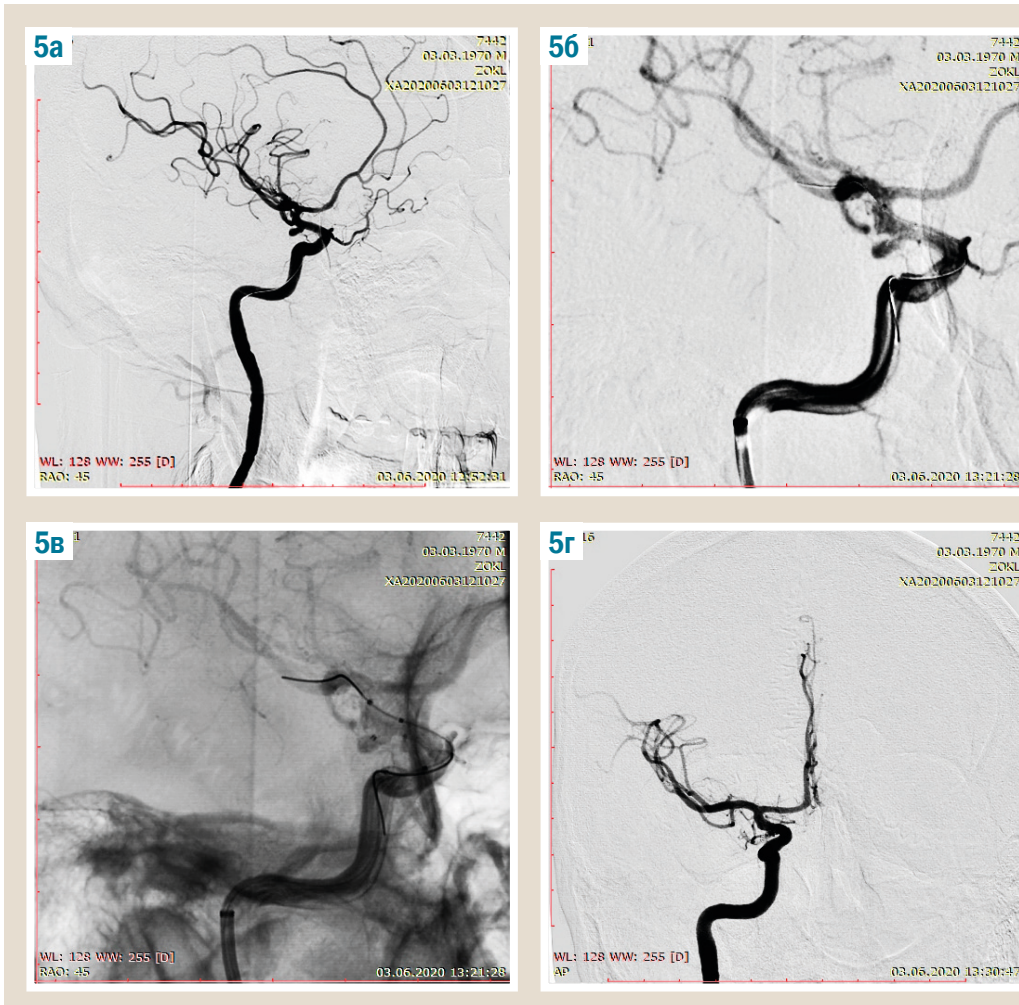 5а
7442
03.03.1970 M
ZOKL
XA20200603121027
WL: 128 WW: 255 [D]
RAO: 45
03.06.2020 12:52:31
5б
1
7442
03.03.1970 M
ZOKL
XA20200603121027
WL: 128 WW: 255 [D]
RAO: 45
03.06.2020 13:21:28
5в
1
7442
03.03.1970 M
ZOKL
XA20200603121027
WL: 128 WW: 255 [D]
RAO: 45
03.06.2020 13:21:28
5г
16
7442
03.03.1970 M
ZOKL
XA20200603121027
WL: 128 WW: 255 [D]
AP
03.06.2020 13:30:47